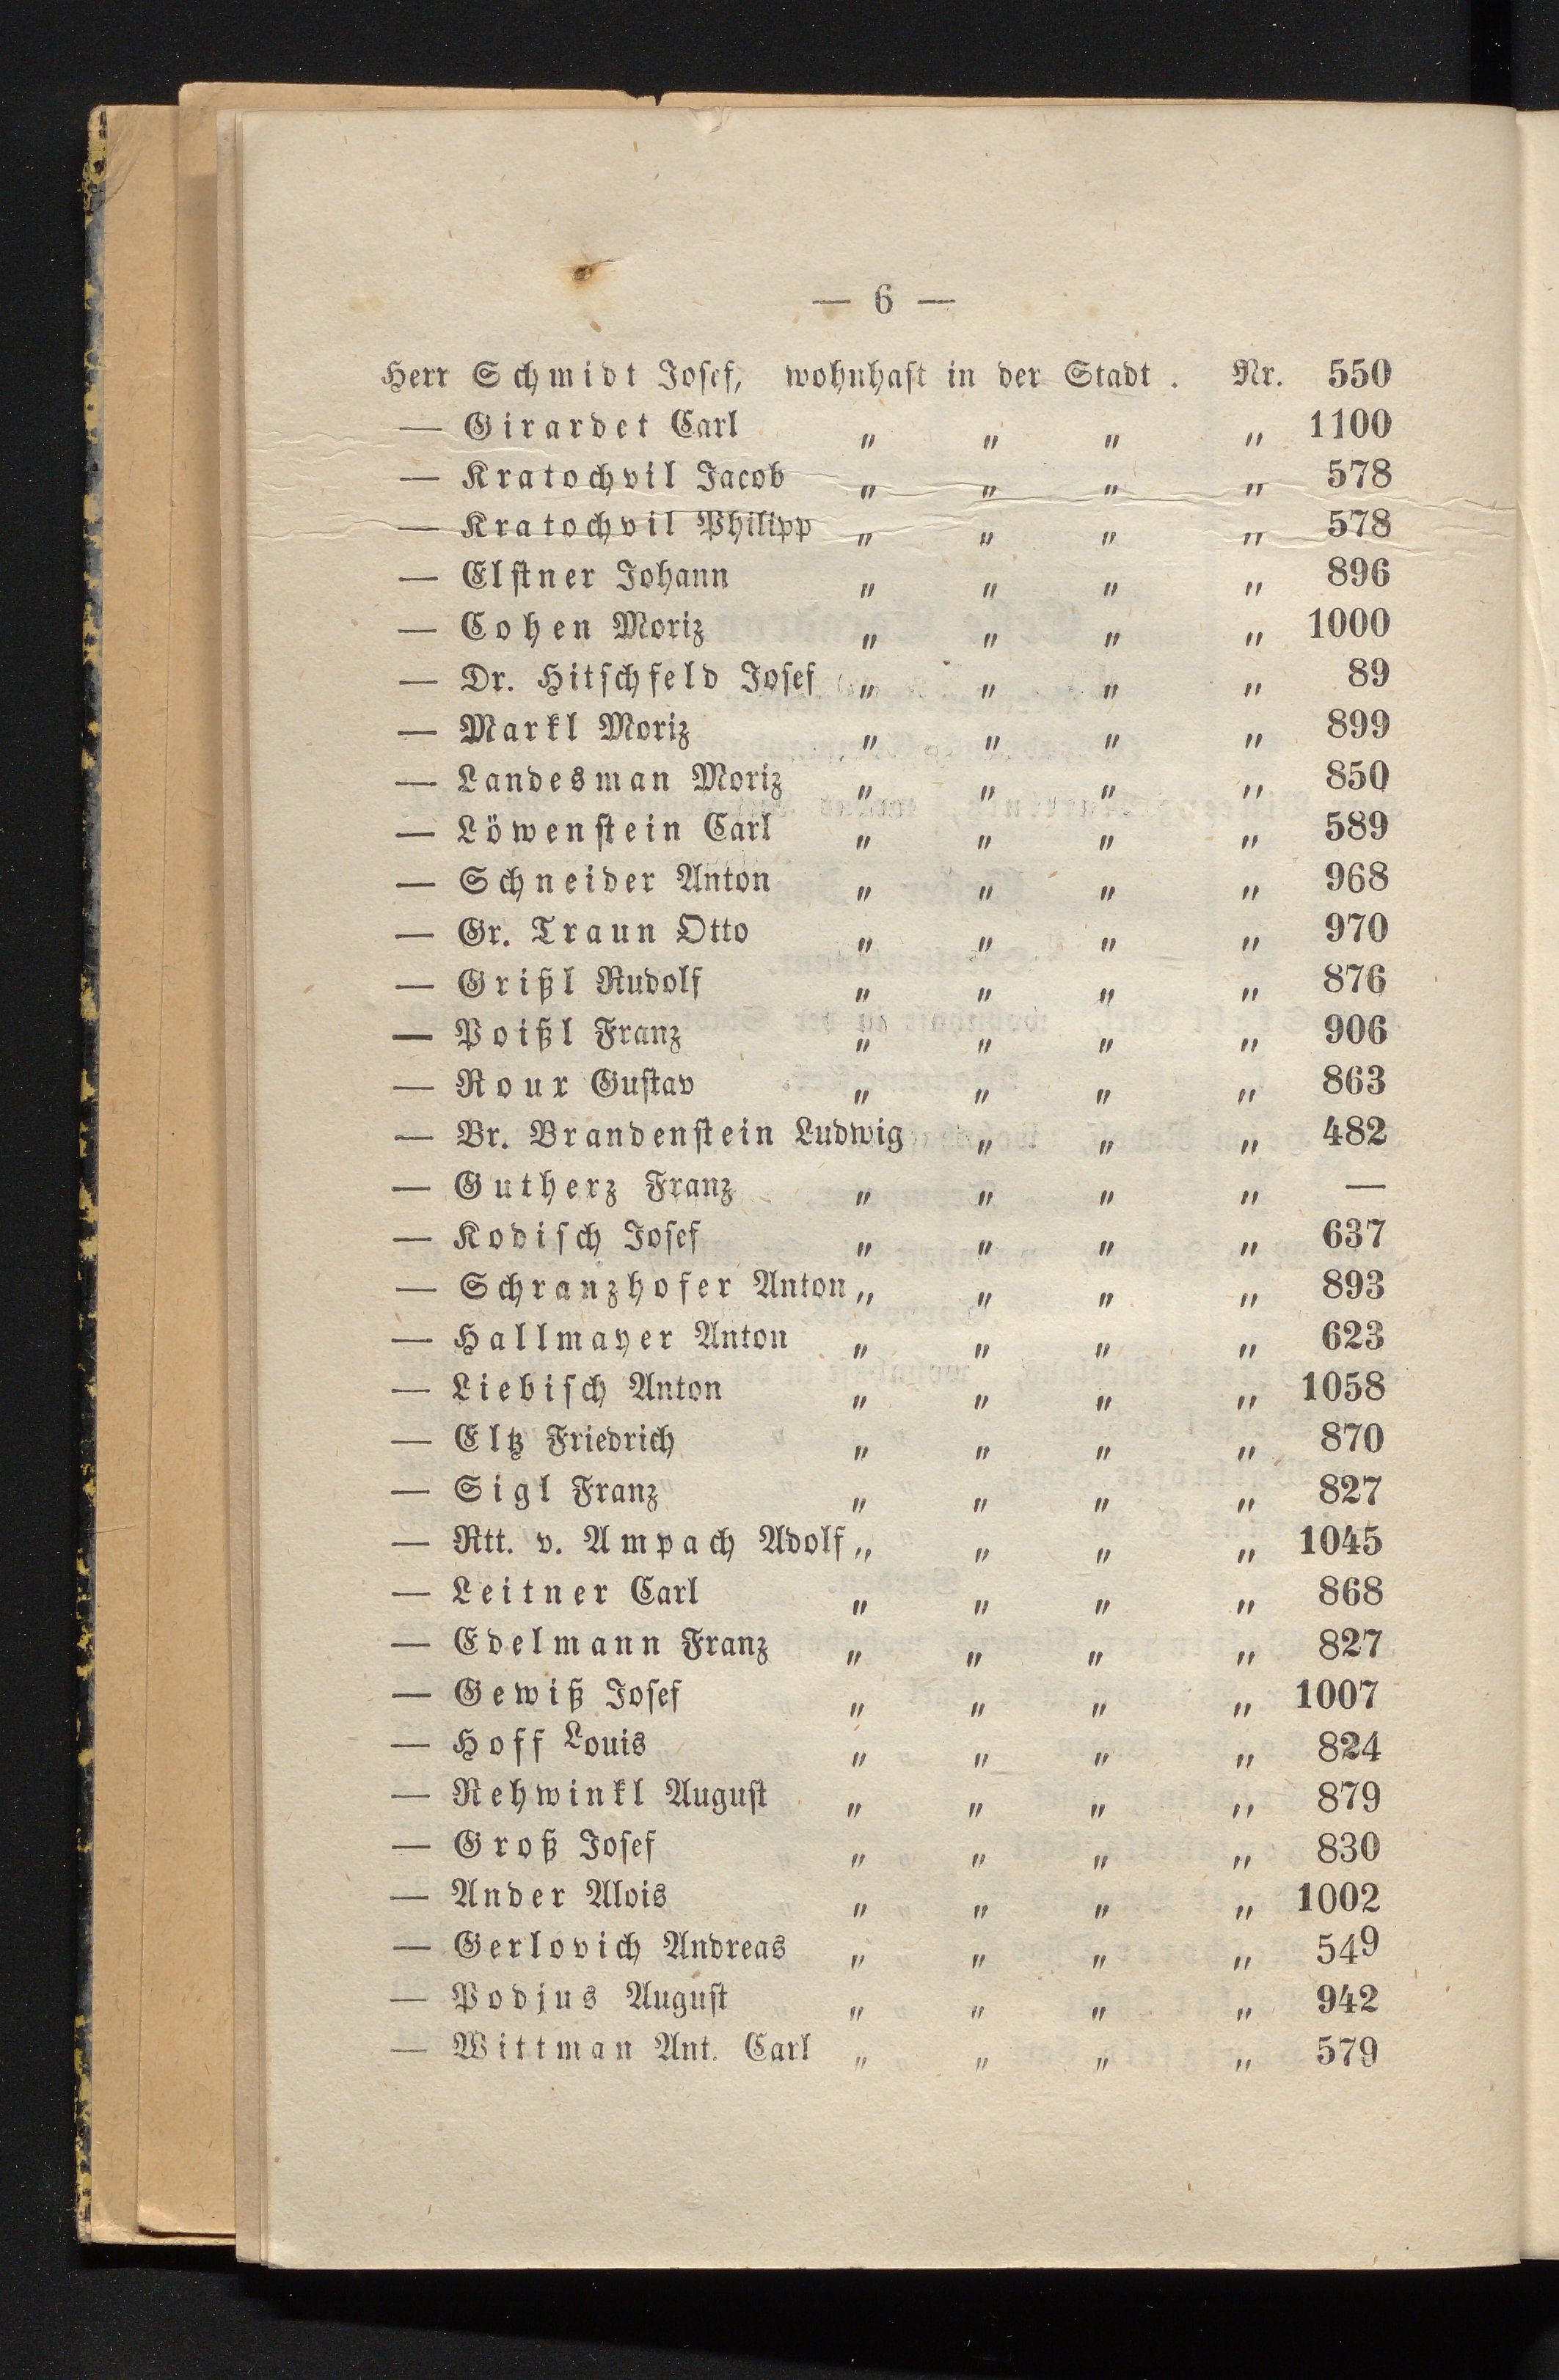 — 6 —
Herr Schmidt Josef, wohnhaft in der Stadt . Nr. 550
— Girardet Carl „ „ „ „ 1100
— Kratochvil Jacob „ „ „ „ 578
— Kratochvil Philipp „ „ „ „ 578
— Elstner Johann „ „ „ „ 896
— Cohen Moriz „ „ „ „ 1000
— Dr. Hitschfeld Josef „ „ „ „ 89
— Markl Moriz „ „ „ „ 899
— Landesman Moriz „ „ „ „ 850
— Löwenstein Carl „ „ „ „ 589
— Schneider Anton „ „ „ „ 968
— Gr. Traun Otto „ „ „ „ 970
— Grißl Rudolf „ „ „ „ 876
— Poißl Franz „ „ „ „ 906
— Rour Gustav „ „ „ „ 863
— Br. Brandenstein Ludwig „ „ „ 482
— Gutherz Franz „ „ „ „ —
— Kodisch Josef „ „ „ „ 637
— Schranzhofer Anton „ „ „ „ 893
— Hallmayer Anton „ „ „ „ 623
— Liebisch Anton „ „ „ „ 1058
— Eltz Friedrich „ „ „ „ 870
— Sigl Franz „ „ „ „ 827
— Rtt. v. Ampach Adolf „ „ „ „ 1045
— Leitner Carl „ „ „ „ 868
— Edelmann Franz „ „ „ „ 827
— Gewiß Josef „ „ „ „ 1007
— Hoff Louis „ „ „ „ 824
— Rehwinkl August „ „ „ „ 879
— Groß Josef „ „ „ „ 830
— Ander Alois „ „ „ „ 1002
— Gerlovich Andreas „ „ „ „ 549
— Podjus August „ „ „ „ 942
— Wittman Ant. Carl „ „ „ „ 579